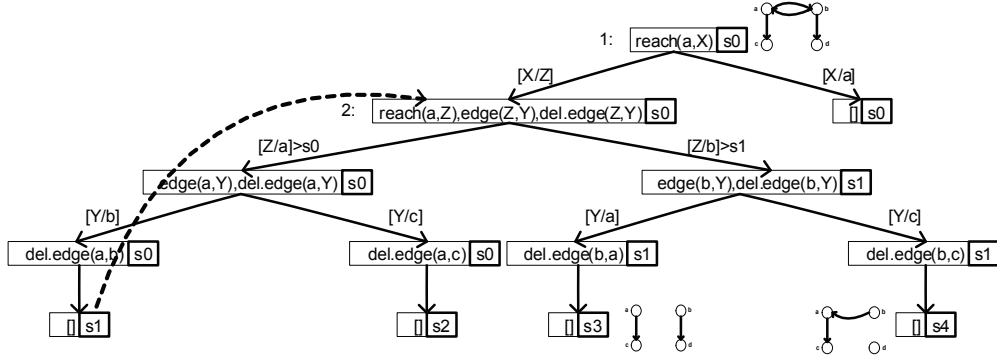 a b
1: reach(a,X) s0
c d
[X/Z] [X/a]
2: reach(a,Z),edge(Z,Y),del.edge(Z,Y) s0
[] s0
[Z/a]>s0 [Z/b]>s1
edge(a,Y),del.edge(a,Y) s0
edge(b,Y),del.edge(b,Y) s1
[Y/b] [Y/c] [Y/a] [Y/c]
del.edge(a,b) s0
del.edge(a,c) s0
del.edge(b,a) s1
del.edge(b,c) s1
a b
a b
[] s1
[] s2
[] s3
[] s4
c d
c d